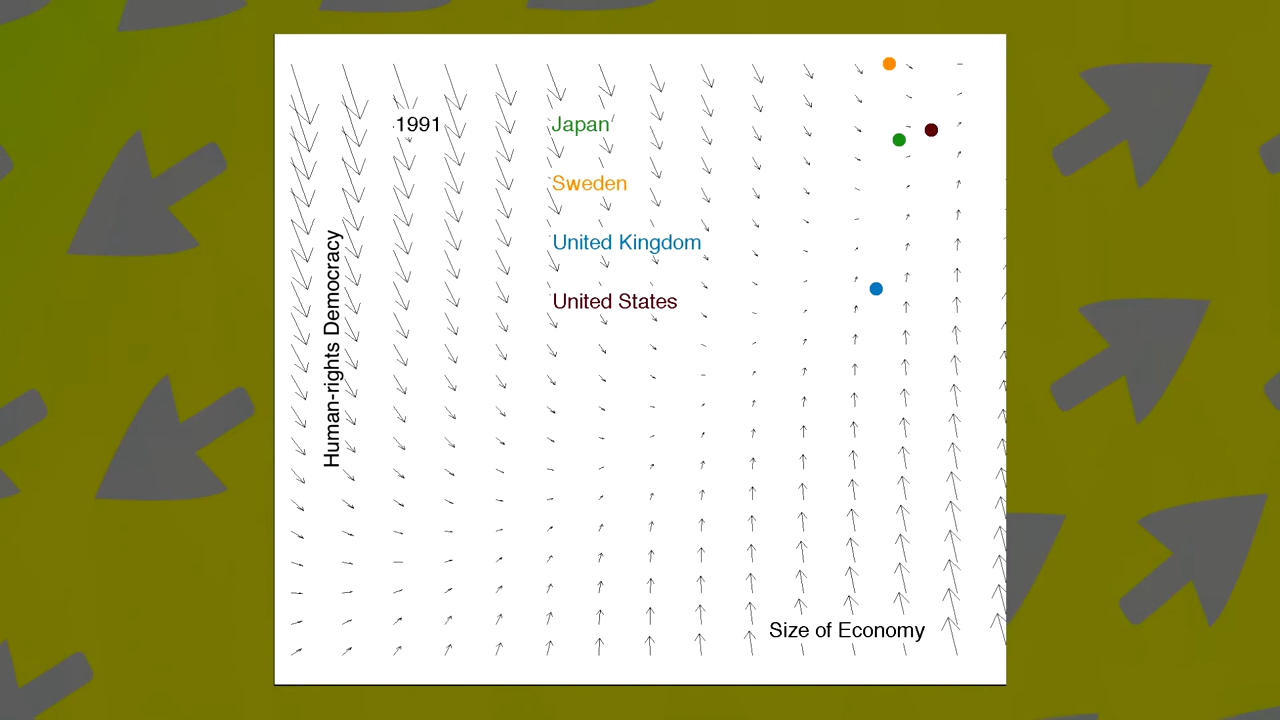 1991
Japan
Sweden
United Kingdom
United States
Human-rights Democracy
Size of Economy